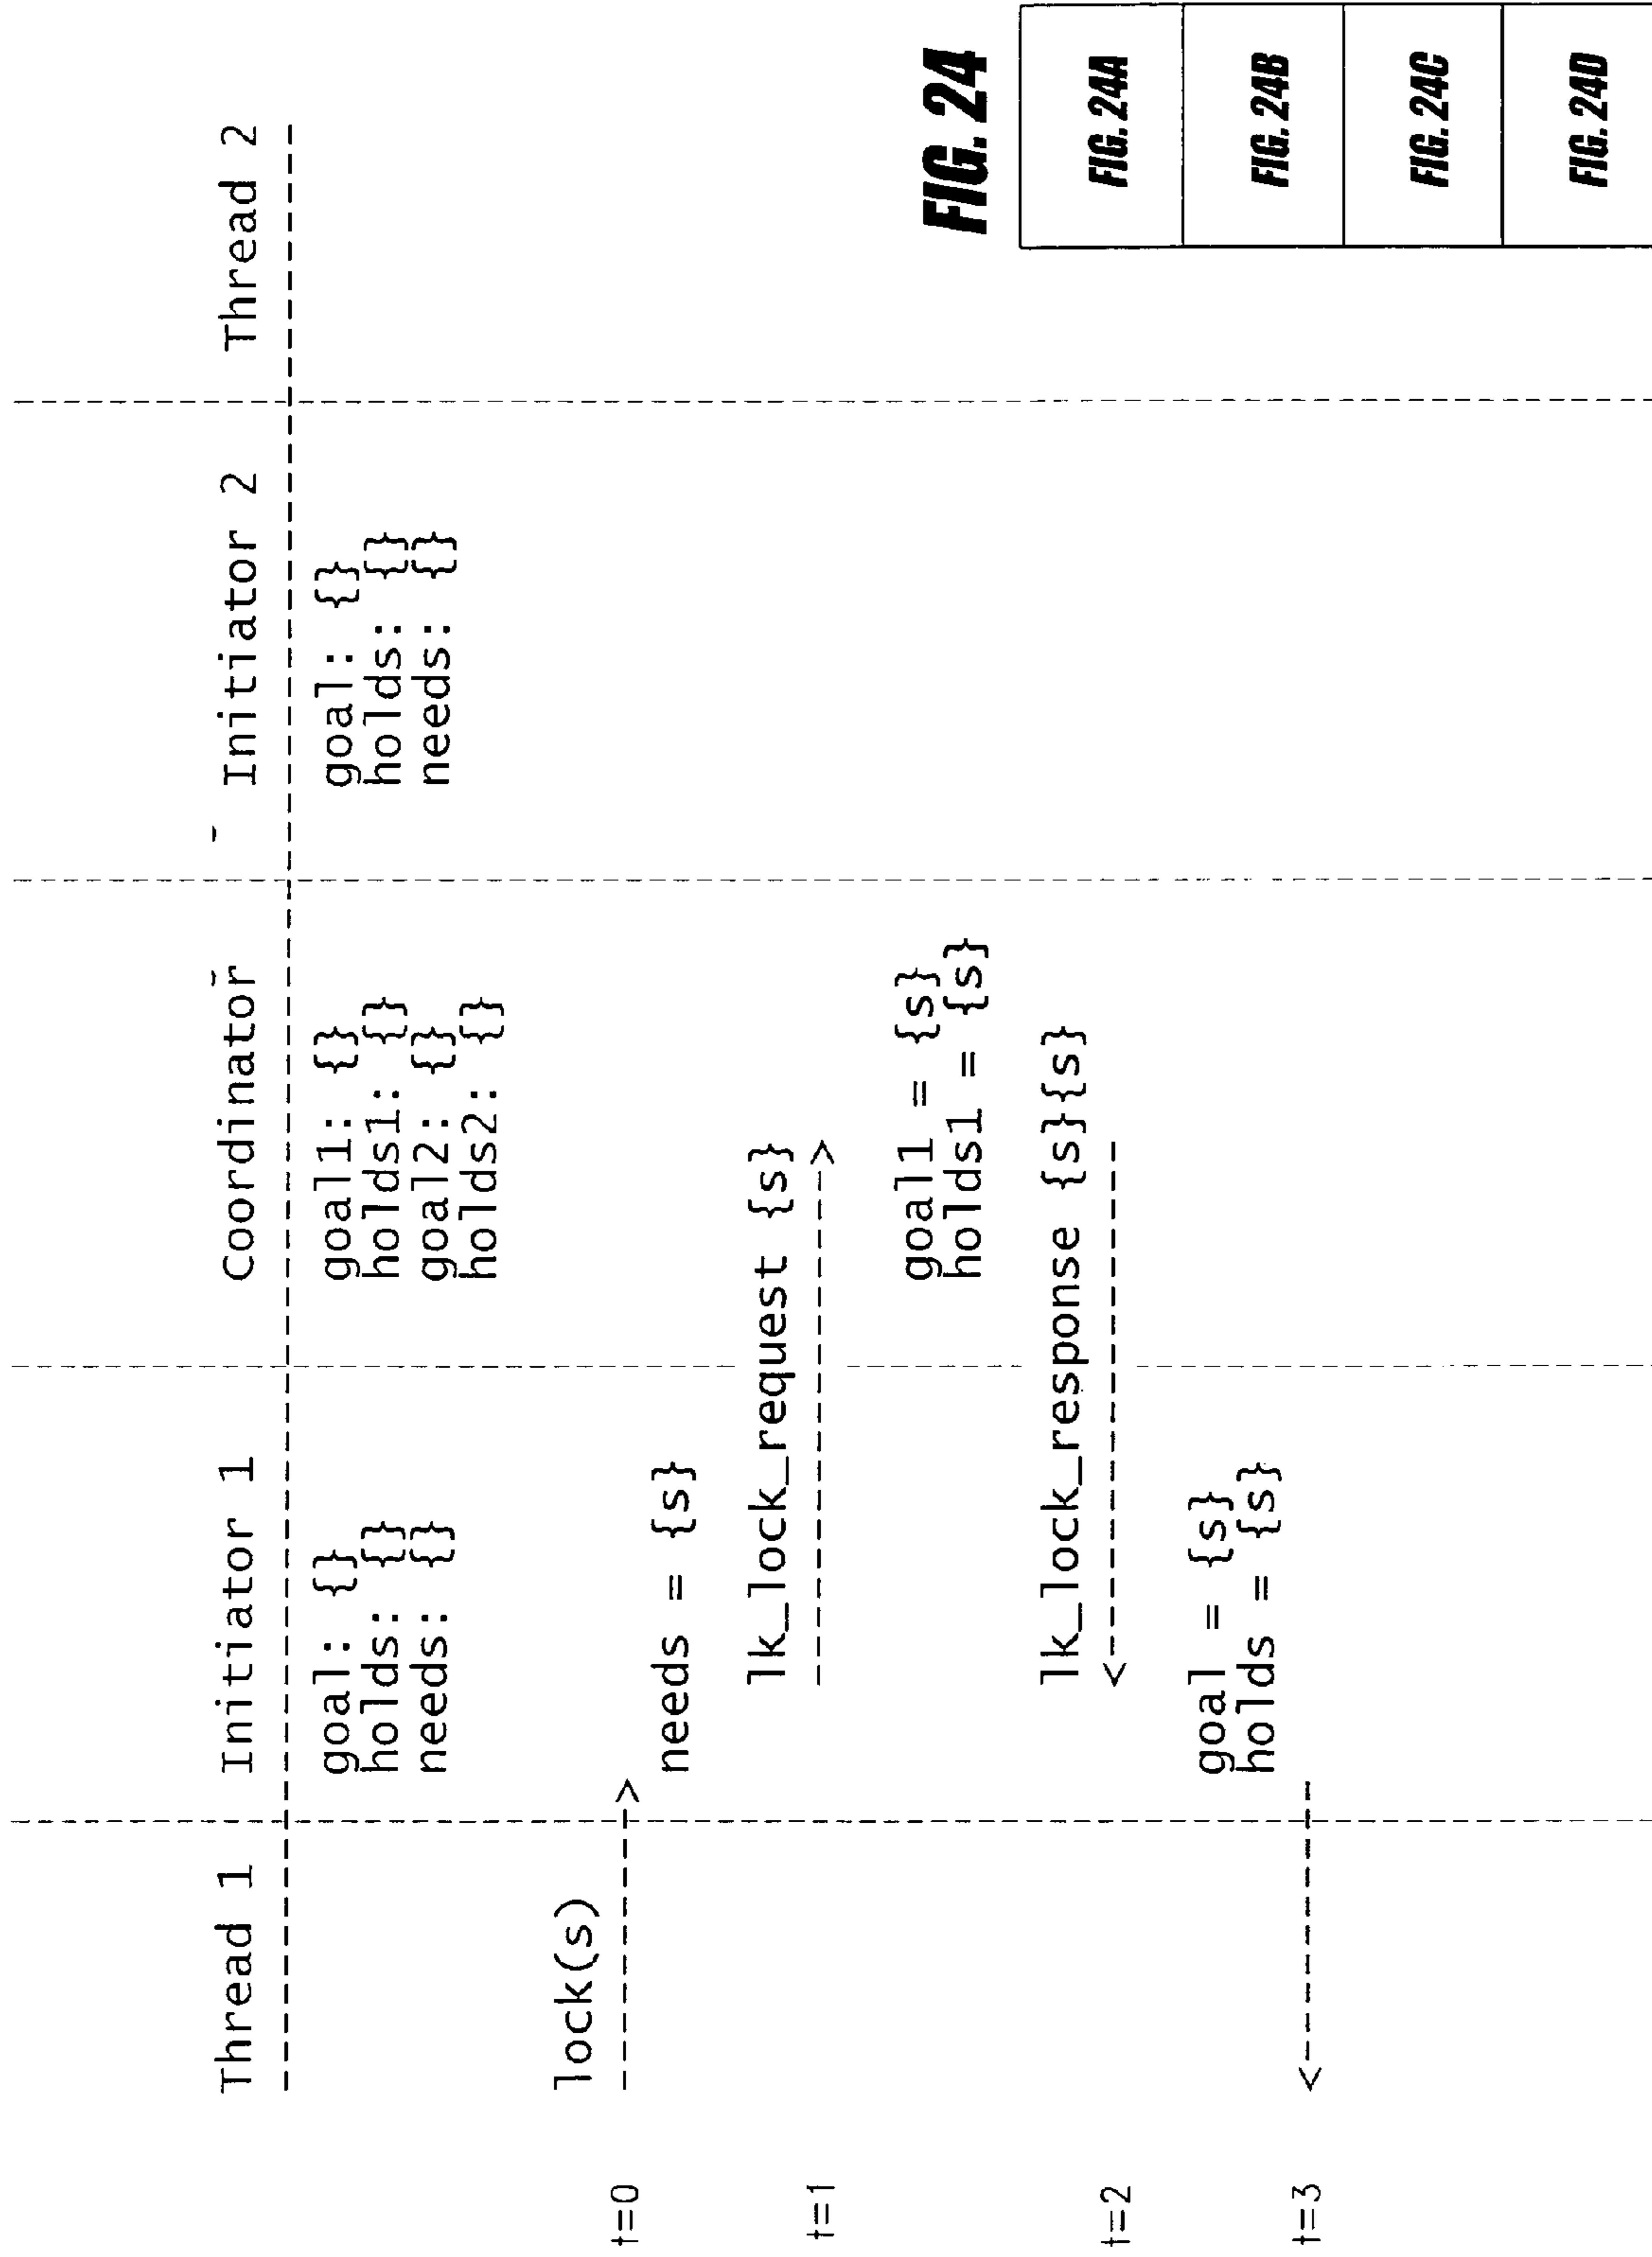 Thread 1 Initiator 1 Coordinator Initiator 2 Thread 2
goal: {} goal1: {} goal: {}
holds: {} holds1: {} holds: {}
needs: {} goal2: {} needs: {}
holds2: {}
lock(s)
t=0 ------------>
needs = {s}
lk_lock_request {s}
t=1 ------------------>
goal1 = {s}
holds1 = {s}
lk_lock_response {s}{s}
t=2 <------------------
goal = {s}
holds = {s}
t=3 <------------
FIG. 24
FIG. 24A
FIG. 24B
FIG. 24C
FIG. 24D